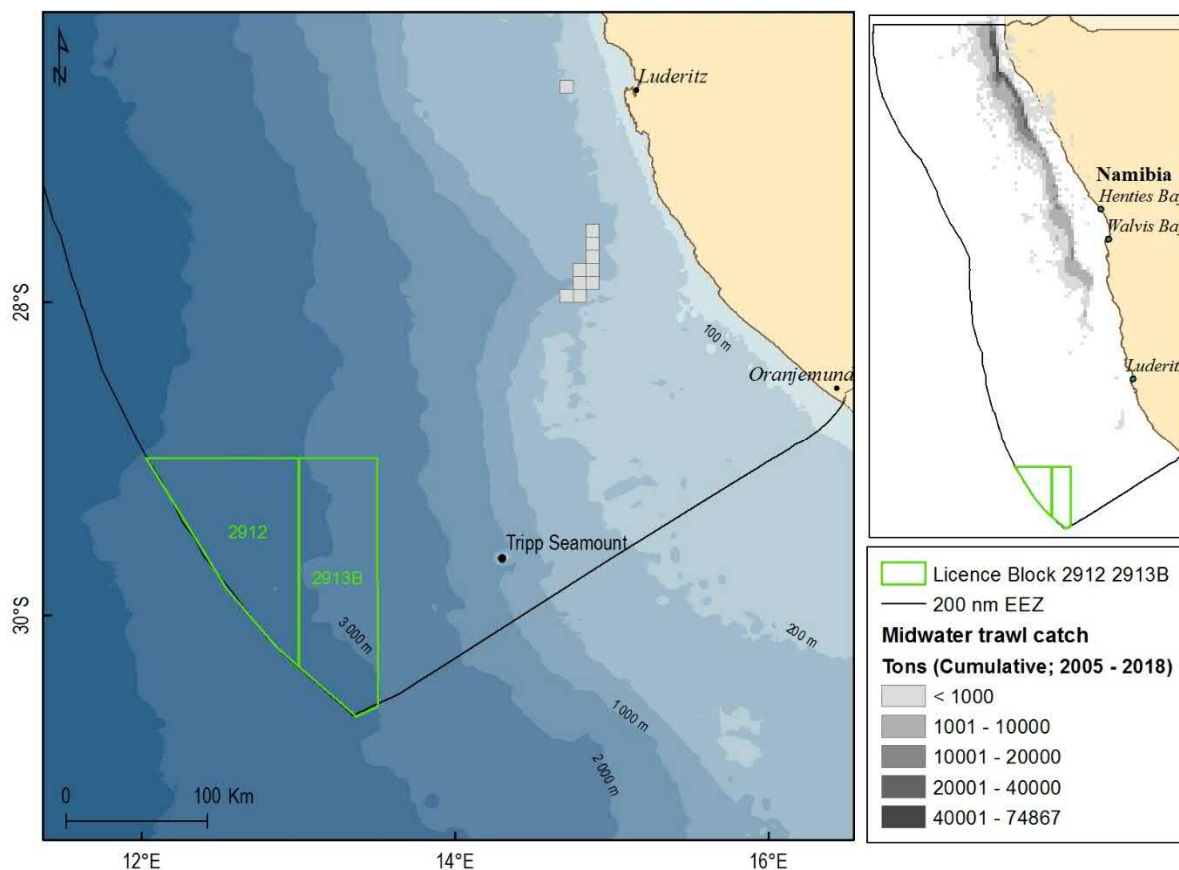 N
Luderitz
28°S
100 m
Oranjemund
2912
Tripp Seamount
2913B
30°S
3 000 m
200 m
1 000 m
2 000 m
0 100 Km
12°E 14°E 16°E
Namibia
Henties Bay
Walvis Bay
Luderitz
Licence Block 2912 2913B
200 nm EEZ
Midwater trawl catch
Tons (Cumulative; 2005 - 2018)
< 1000
1001 - 10000
10001 - 20000
20001 - 40000
40001 - 74867